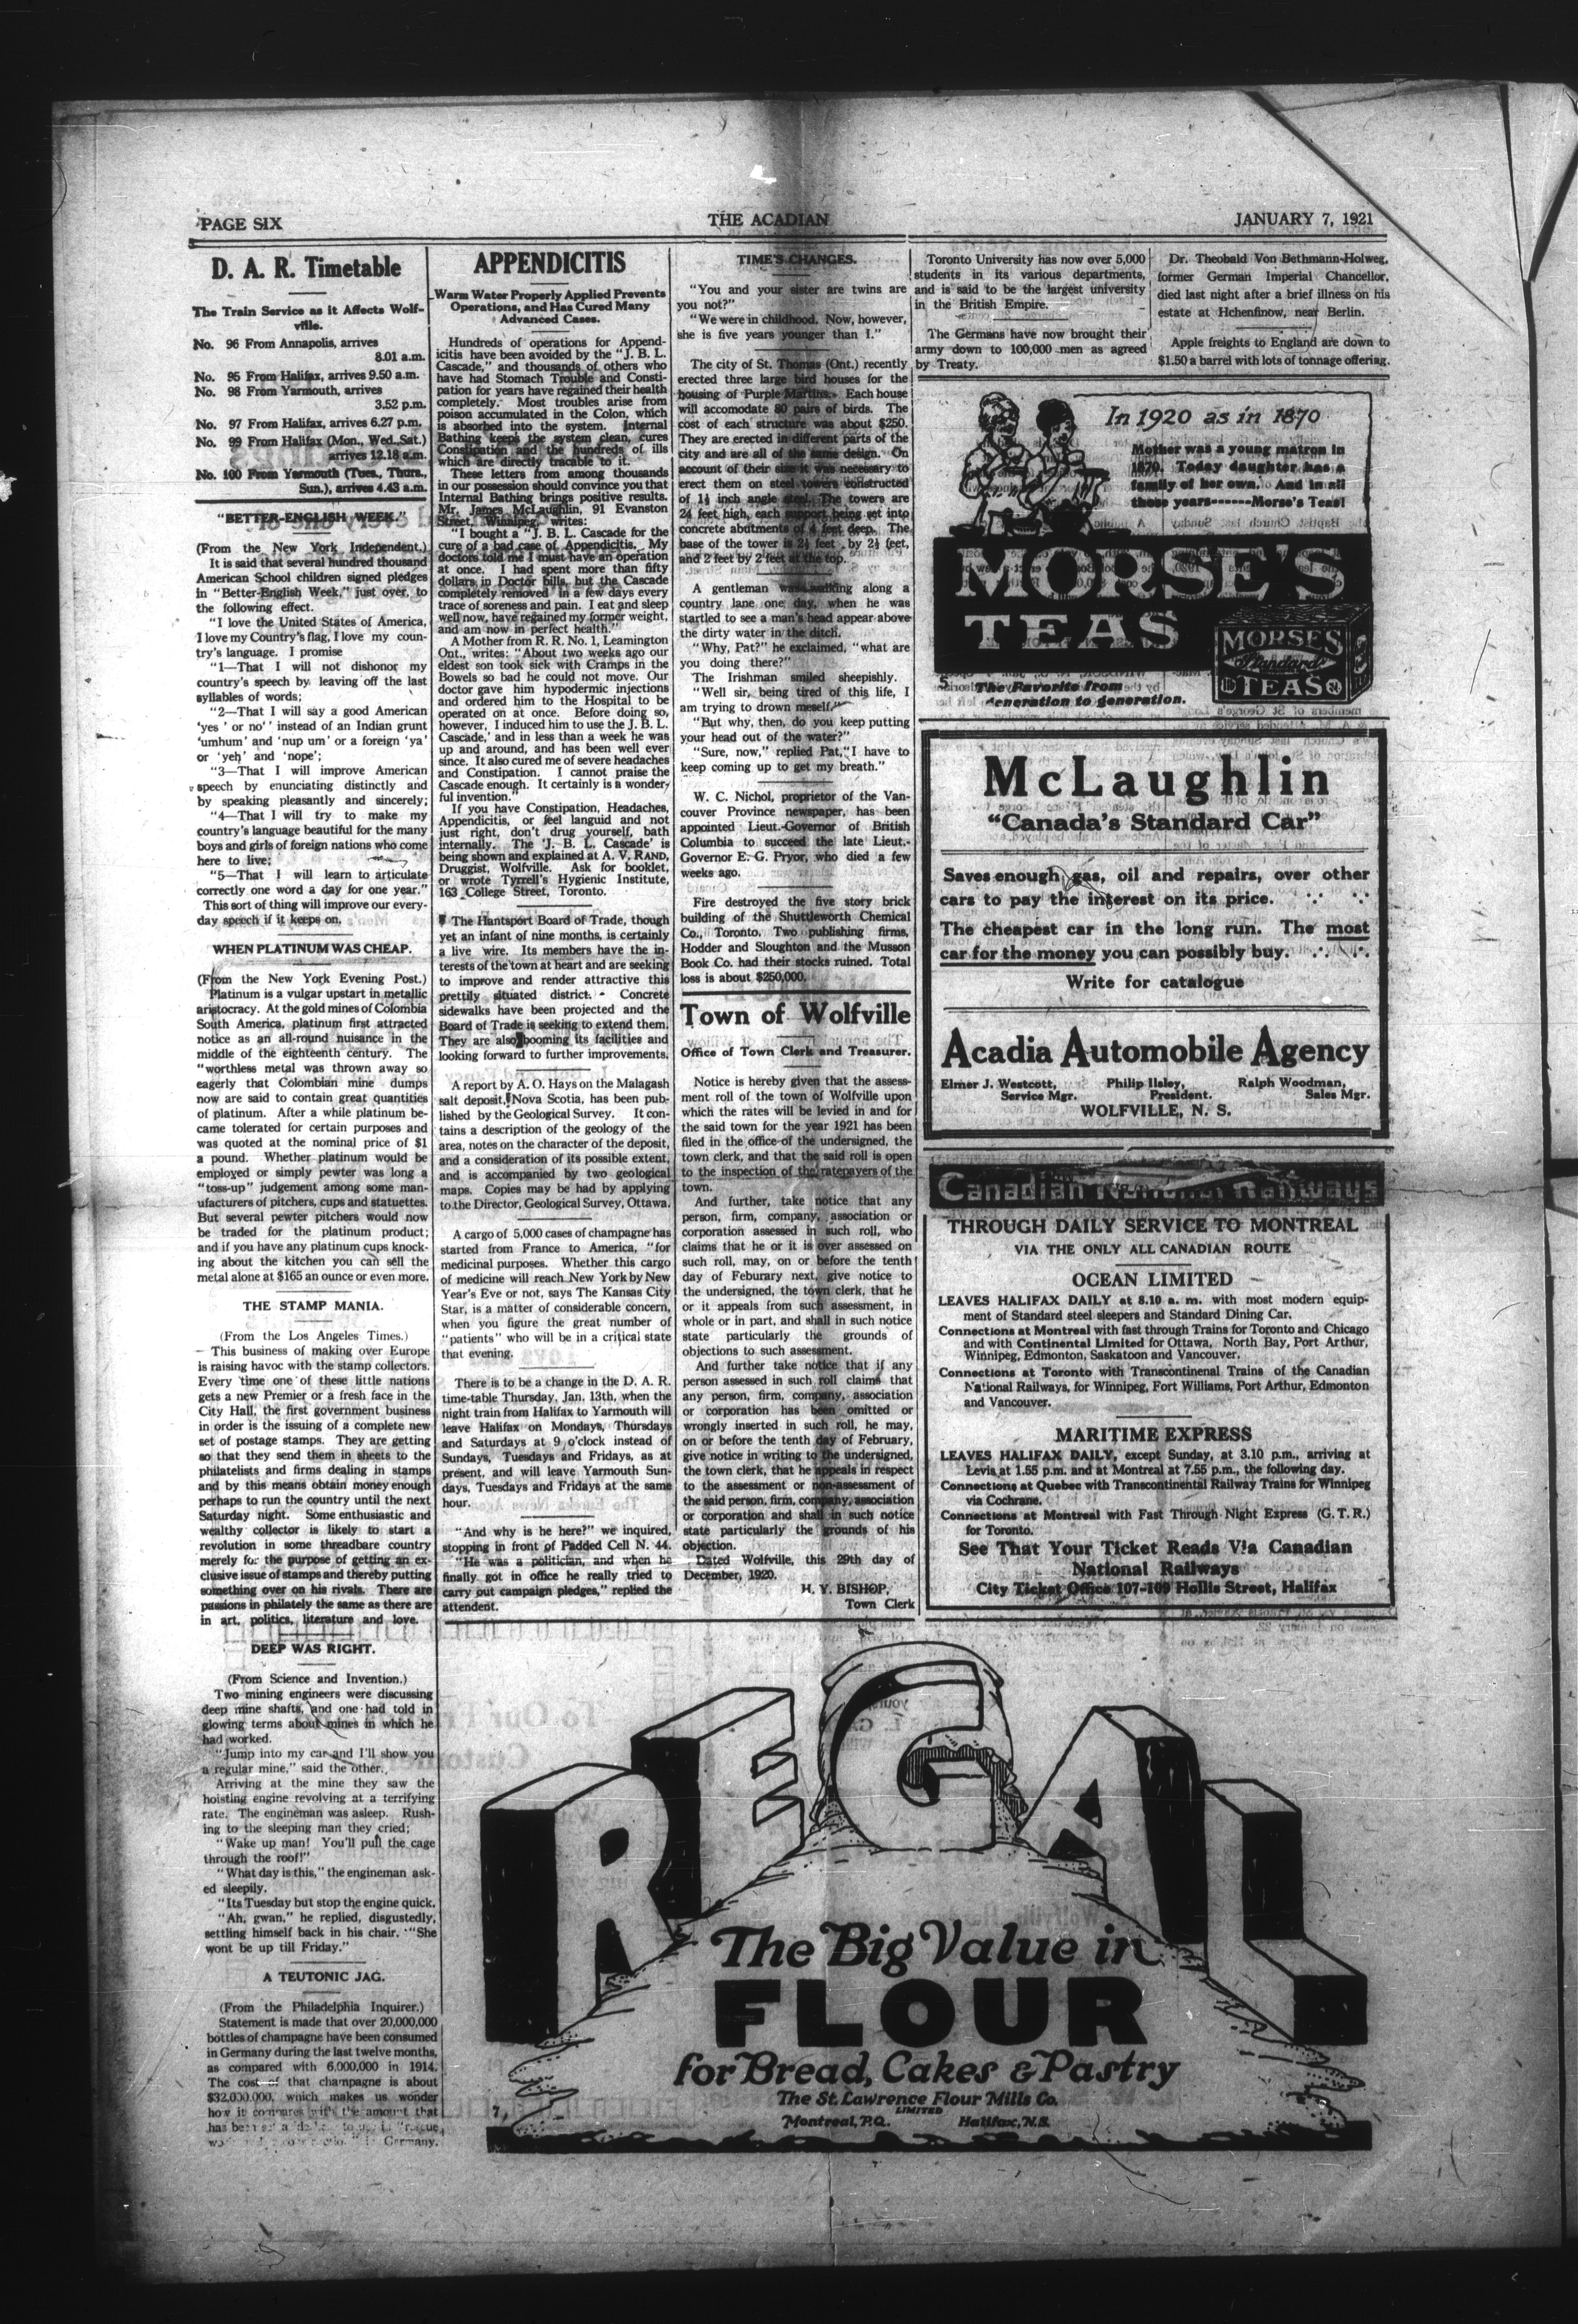 PAGE SIX
THE ACADIAN
JANUARY 7, 1921
D. A. R. Timetable
The Train Service as it Affects Wolf-
ville.
No. 96 From Annapolis, arrives
8.01 a.m.
No. 95 From Halifax, arrives 9.50 a.m.
No. 98 From Yarmouth, arrives
3.52 p.m.
No. 97 From Halifax, arrives 6.27 p.m.
No. 99 From Halifax (Mon., Wed.,Sat.)
arrives 12.18 a.m.
No. 100 From Yarmouth (Tues., Thurs.,
Sun.), arrives 4.43 a.m.
"BETTER-ENGLISH WEEK."
(From the New York Independent.)
It is said that several hundred thousand
American School children signed pledges
in "Better-English Week," just over, to
the following effect.
"I love the United States of America,
I love my Country's flag, I love my coun-
try's language. I promise
"1—That I will not dishonor my
country's speech by leaving off the last
syllables of words;
"2—That I will say a good American
'yes' or no'' instead of an Indian grunt
'umhum' and 'nup um' or a foreign 'ya'
or 'yeh' and 'nope';
"3—That I will improve American
speech by enunciating distinctly and
by speaking pleasantly and sincerely;
"4—That I will try to make my
country's language beautiful for the many
boys and girls of foreign nations who come
here to live;
"5—That I will learn to articulate
correctly one word a day for one year."
This sort of thing will improve our every-
day speech if it keeps on.
WHEN PLATINUM WAS CHEAP.
(From the New York Evening Post.)
Platinum is a vulgar upstart in metallic
aristocracy. At the gold mines of Colombia
South America, platinum first attracted
notice as an all-round nuisance in the
middle of the eighteenth century. The
"worthless metal was thrown away so
eagerly that Colombian mine dumps
now are said to contain great quantities
of platinum. After a while platinum be-
came tolerated for certain purposes and
was quoted at the nominal price of $1
a pound. Whether platinum would be
employed or simply pewter was long a
"toss-up" judgement among some man-
ufacturers of pitchers, cups and statuettes.
But several pewter pitchers would now
be traded for the platinum product;
and if you have any platinum cups knock-
ing about the kitchen you can sell the
metal alone at $165 an ounce or even more.
THE STAMP MANIA.
(From the Los Angeles Times.)
This business of making over Europe
is raising havoc with the stamp collectors.
Every time one of these little nations
gets a new Premier or a fresh face in the
City Hall, the first government business
in order is the issuing of a complete new
set of postage stamps. They are getting
so that they send them in sheets to the
philatelists and firms dealing in stamps
and by this means obtain money enough
perhaps to run the country until the next
Saturday night. Some enthusiastic and
wealthy collector is likely to start a
revolution in some threadbare country
merely for the purpose of getting an ex-
clusive issue of stamps and thereby putting
something over on his rivals. There are
passions in philately the same as there are
in art, politics, literature and love.
DEEP WAS RIGHT.
(From Science and Invention.)
Two mining engineers were discussing
deep mine shafts, and one had told in
glowing terms about mines in which he
had worked.
"Jump into my car and I'll show you
a regular mine," said the other.
Arriving at the mine they saw the
hoisting engine revolving at a terrifying
rate. The engineman was asleep. Rush-
ing to the sleeping man they cried;
"Wake up man! You'll pull the cage
through the roof!"
"What day is this," the engineman ask-
ed sleepily.
"Its Tuesday but stop the engine quick.
"Ah, gwan," he replied, disgustedly,
settling himself back in his chair. "She
wont be up till Friday."
A TEUTONIC JAG.
(From the Philadelphia Inquirer.)
Statement is made that over 20,000,000
bottles of champagne have been consumed
in Germany during the last twelve months,
as compared with 6,000,000 in 1914.
The cost of that champagne is about
$32,000,000, which makes us wonder
how it compares with the amount that
has been
Germany.
APPENDICITIS
Warm Water Properly Applied Prevents
Operations, and Has Cured Many
Advanced Cases.
Hundreds of operations for Append-
icitis have been avoided by the "J. B. L.
Cascade," and thousands of others who
have had Stomach Trouble and Consti-
pation for years have regained their health
completely. Most troubles arise from
poison accumulated in the Colon, which
is absorbed into the system. Internal
Bathing keeps the system clean, cures
Constipation and the hundreds of ills
which are directly tracable to it.
These letters from among thousands
in our possession should convince you that
Internal Bathing brings positive results.
Mr. James McLaughlin, 91 Evanston
Street, Winnipeg, writes:
"I bought a "J. B. L. Cascade for the
cure of a bad case of Appendicitis. My
doctors told me I must have an operation
at once. I had spent more than fifty
dollars in Doctor bills, but the Cascade
completely removed in a few days every
trace of soreness and pain. I eat and sleep
well now, have regained my former weight,
and am now in perfect health."
A Mother from R. R. No. 1, Leamington
Ont., writes: "About two weeks ago our
eldest son took sick with Cramps in the
Bowels so bad he could not move. Our
doctor gave him hypodermic injections
and ordered him to the Hospital to be
operated on at once. Before doing so,
however, I induced him to use the J. B. L.
Cascade,' and in less than a week he was
up and around, and has been well ever
since. It also cured me of severe headaches
and Constipation. I cannot praise the
Cascade enough. It certainly is a wonder-
ful invention."
If you have Constipation, Headaches,
Appendicitis, or feel languid and not
just right, don't drug yourself, bath
internally. The 'J. B. L. Cascade' is
being shown and explained at A. V. RAND,
Druggist, Wolfville. Ask for booklet,
or wrote Tyrrell's Hygienic Institute,
163 College Street, Toronto.
The Hantsport Board of Trade, though
yet an infant of nine months, is certainly
a live wire. Its members have the in-
terests of the town at heart and are seeking
to improve and render attractive this
prettily situated district. Concrete
sidewalks have been projected and the
Board of Trade is seeking to extend them.
They are also booming its facilities and
looking forward to further improvements.
A report by A. O. Hays on the Malagash
salt deposit, Nova Scotia, has been pub-
lished by the Geological Survey. It con-
tains a description of the geology of the
area, notes on the character of the deposit,
and a consideration of its possible extent,
and is accompanied by two geological
maps. Copies may be had by applying
to the Director, Geological Survey, Ottawa.
A cargo of 5,000 cases of champagne has
started from France to America, "for
medicinal purposes. Whether this cargo
of medicine will reach New York by New
Year's Eve or not, says The Kansas City
Star, is a matter of considerable concern,
when you figure the great number of
"patients" who will be in a critical state
that evening.
There is to be a change in the D. A. R.
time-table Thursday, Jan. 13th, when the
night train from Halifax to Yarmouth will
leave Halifax on Mondays, Thursdays
and Saturdays at 9 o'clock instead of
Sundays, Tuesdays and Fridays, as at
present, and will leave Yarmouth Sun-
days, Tuesdays and Fridays at the same
hour.
"And why is he here?" we inquired,
stopping in front of Padded Cell N. 44.
"He was a politician, and when he
finally got in office he really tried to
carry out campaign pledges," replied the
attendent.
TIME'S CHANGES.
"You and your sister are twins are
you not?"
"We were in childhood. Now, however,
she is five years younger than I."
The city of St. Thomas (Ont.) recently
erected three large bird houses for the
housing of Purple Martins. Each house
will accomodate 80 pairs of birds. The
cost of each structure was about $250.
They are erected in different parts of the
city and are all of the same design. On
account of their size it was necessary to
erect them on steel towers constructed
of 1½ inch angle steel. The towers are
24 feet high, each support being set into
concrete abutments of 4 feet deep. The
base of the tower is 2½ feet by 2½ feet,
and 2 feet by 2 feet at the top.
A gentleman was walking along a
country lane one day, when he was
startled to see a man's head appear above
the dirty water in the ditch.
"Why, Pat?" he exclaimed, "what are
you doing there?"
The Irishman smiled sheepishly.
"Well sir, being tired of this life, I
am trying to drown meself."
"But why, then, do you keep putting
your head out of the water?"
"Sure, now," replied Pat,"I have to
keep coming up to get my breath."
W. C. Nichol, proprietor of the Van-
couver Province newspaper, has been
appointed Lieut.-Governor of British
Columbia to succeed the late Lieut.-
Governor E. G. Pryor, who died a few
weeks ago.
Fire destroyed the five story brick
building of the Shuttleworth Chemical
Co., Toronto. Two publishing firms,
Hodder and Sloughton and the Musson
Book Co. had their stocks ruined. Total
loss is about $250,000.
Town of Wolfville
Office of Town Clerk and Treasurer.
Notice is hereby given that the assess-
ment roll of the town of Wolfville upon
which the rates will be levied in and for
the said town for the year 1921 has been
filed in the office of the undersigned, the
town clerk, and that the said roll is open
to the inspection of the ratepayers of the
town.
And further, take notice that any
person, firm, company, association or
corporation assessed in such roll, who
claims that he or it is over assessed on
such roll, may, on or before the tenth
day of Feburary next, give notice to
the undersigned, the town clerk, that he
or it appeals from such assessment, in
whole or in part, and shall in such notice
state particularly the grounds of
objections to such assessment.
And further take notice that if any
person assessed in such roll claims that
any person, firm, company, association
or corporation has been omitted or
wrongly inserted in such roll, he may,
on or before the tenth day of February,
give notice in writing to the undersigned,
the town clerk, that he appeals in respect
to the assessment or non-assessment of
the said person, firm, company, association
or corporation and shall in such notice
state particularly the grounds of his
objection.
Dated Wolfville, this 29th day of
December, 1920.
H. Y. BISHOP,
Town Clerk
Toronto University has now over 5,000
students in its various departments,
and is said to be the largest university
in the British Empire.
The Germans have now brought their
army down to 100,000 men as agreed
by Treaty.
Dr. Theobald Von Bethmann-Holweg,
former German Imperial Chancellor,
died last night after a brief illness on his
estate at Hchenfinow, near Berlin.
Apple freights to England are down to
$1.50 a barrel with lots of tonnage offering.
In 1920 as in 1870
Mother was a young matron in
1870. Today daughter has a
family of her own. And in all
these years-------Morse's Teas!
MORSE'S
TEAS
MORSE'S
Standard
TEAS
5
The Favorite from
eneration to generation.
McLaughlin
"Canada's Standard Car"
Saves enough gas, oil and repairs, over other
cars to pay the interest on its price.
The cheapest car in the long run. The most
car for the money you can possibly buy.
Write for catalogue
Acadia Automobile Agency
Elmer J. Westcott,
Service Mgr.
Philip Ilsley,
President.
Ralph Woodman,
Sales Mgr.
WOLFVILLE, N. S.
Canadian National Railways
THROUGH DAILY SERVICE TO MONTREAL
VIA THE ONLY ALL CANADIAN ROUTE
OCEAN LIMITED
LEAVES HALIFAX DAILY at 8.10 a. m. with most modern equip-
ment of Standard steel sleepers and Standard Dining Car.
Connections at Montreal with fast through Trains for Toronto and Chicago
and with Continental Limited for Ottawa, North Bay, Port Arthur,
Winnipeg, Edmonton, Saskatoon and Vancouver.
Connections at Toronto with Transcontinenal Trains of the Canadian
National Railways, for Winnipeg, Fort Williams, Port Arthur, Edmonton
and Vancouver.
MARITIME EXPRESS
LEAVES HALIFAX DAILY, except Sunday, at 3.10 p.m., arriving at
Levis at 1.55 p.m. and at Montreal at 7.55 p.m., the following day.
Connections at Quebec with Transcontinental Railway Trains for Winnipeg
via Cochrane.
Connections at Montreal with Fast Through Night Express (G.T.R.)
for Toronto.
See That Your Ticket Reads Via Canadian
National Railways
City Ticket Office 107-109 Hollis Street, Halifax
REGAL
The Big Value in
FLOUR
for Bread, Cakes & Pastry
The St. Lawrence Flour Mills Co.
LIMITED
Montreal, P.Q. Halifax, N.S.
7